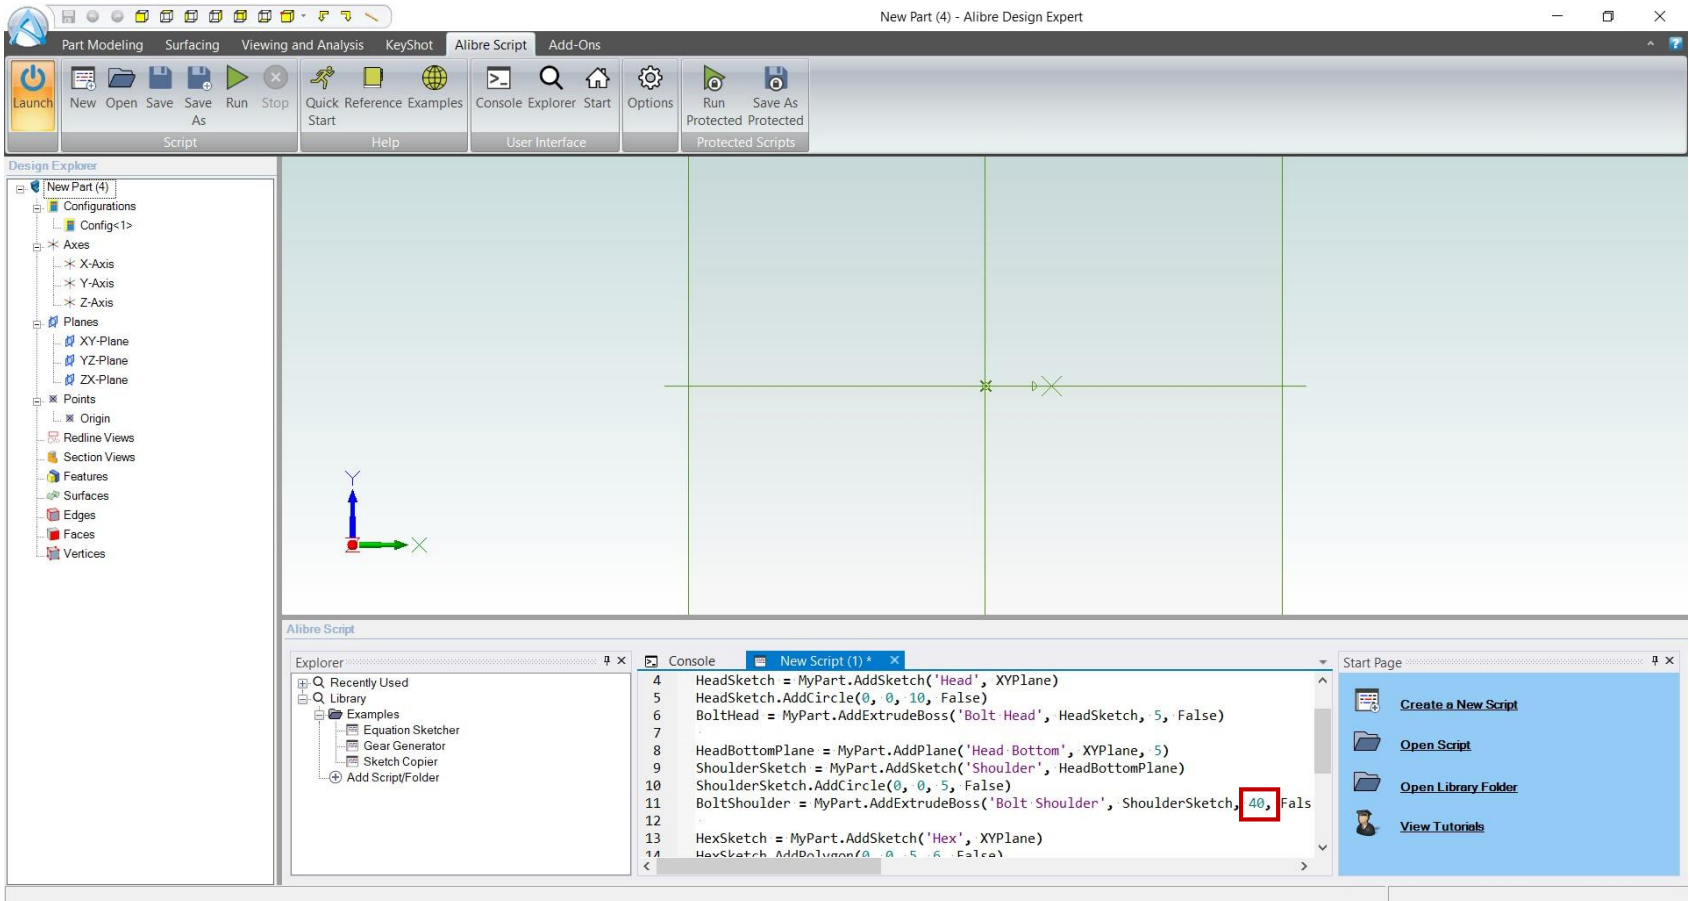 New Part (4) - Alibre Design Expert
Part Modeling Surfacing Viewing and Analysis KeyShot Alibre Script Add-Ons
Launch New Open Save Save As Run Stop Quick Start Reference Examples Console Explorer Start Options Run Protected Save As Protected
Script Help User Interface Protected Scripts
Design Explorer
New Part (4)
Configurations
Config<1>
Axes
X-Axis
Y-Axis
Z-Axis
Planes
XY-Plane
YZ-Plane
ZX-Plane
Points
Origin
Redline Views
Section Views
Features
Surfaces
Edges
Faces
Vertices
Y
X
Alibre Script
Explorer
Recently Used
Library
Examples
Equation Sketcher
Gear Generator
Sketch Copier
Add Script/Folder
Console New Script (1) *
4 HeadSketch = MyPart.AddSketch('Head', XYPlane)
5 HeadSketch.AddCircle(0, 0, 10, False)
6 BoltHead = MyPart.AddExtrudeBoss('Bolt Head', HeadSketch, 5, False)
7
8 HeadBottomPlane = MyPart.AddPlane('Head Bottom', XYPlane, 5)
9 ShoulderSketch = MyPart.AddSketch('Shoulder', HeadBottomPlane)
10 ShoulderSketch.AddCircle(0, 0, 5, False)
11 BoltShoulder = MyPart.AddExtrudeBoss('Bolt Shoulder', ShoulderSketch, 40, Fals
12
13 HexSketch = MyPart.AddSketch('Hex', XYPlane)
14 HexSketch.AddPolygon(0, 0, 5, 6, False)
Start Page
Create a New Script
Open Script
Open Library Folder
View Tutorials